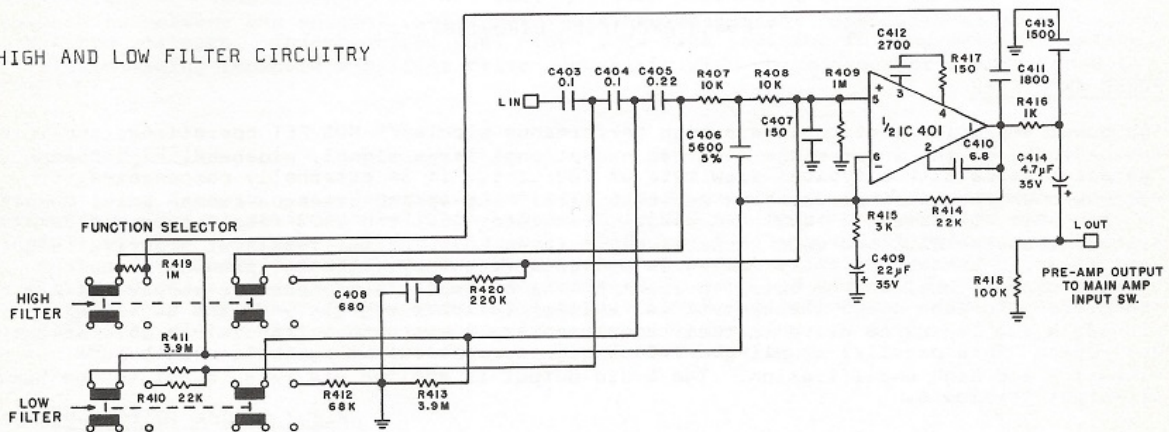 HIGH AND LOW FILTER CIRCUITRY
C403
0.1
C404
0.1
C405
0.22
R407
10K
R408
10K
R409
1M
C412
2700
R417
150
C413
1500
C411
1800
R416
1K
L IN
C406
5600
5%
C407
150
+
5
3
4
½ IC 401
1
6
−
2
C410
6.8
C414
4.7µF
35V
+
R414
22K
R415
3K
C409
22µF
35V
+
L OUT
R418
100K
PRE-AMP OUTPUT
TO MAIN AMP
INPUT SW.
FUNCTION SELECTOR
R419
1M
HIGH
FILTER
C408
680
R420
220K
R411
3.9M
R410
22K
LOW
FILTER
R412
68K
R413
3.9M